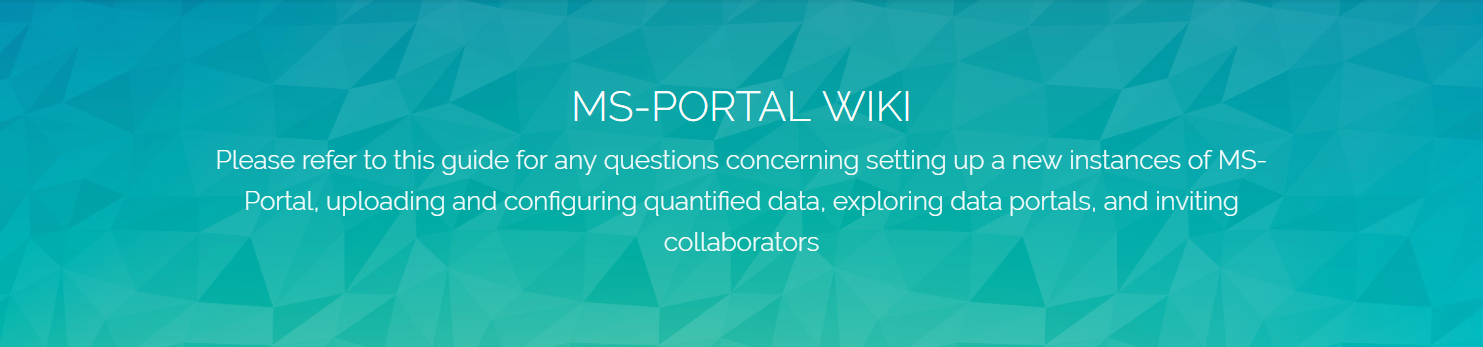 MS-PORTAL WIKI
Please refer to this guide for any questions concerning setting up a new instances of MS-
Portal, uploading and configuring quantified data, exploring data portals, and inviting
collaborators